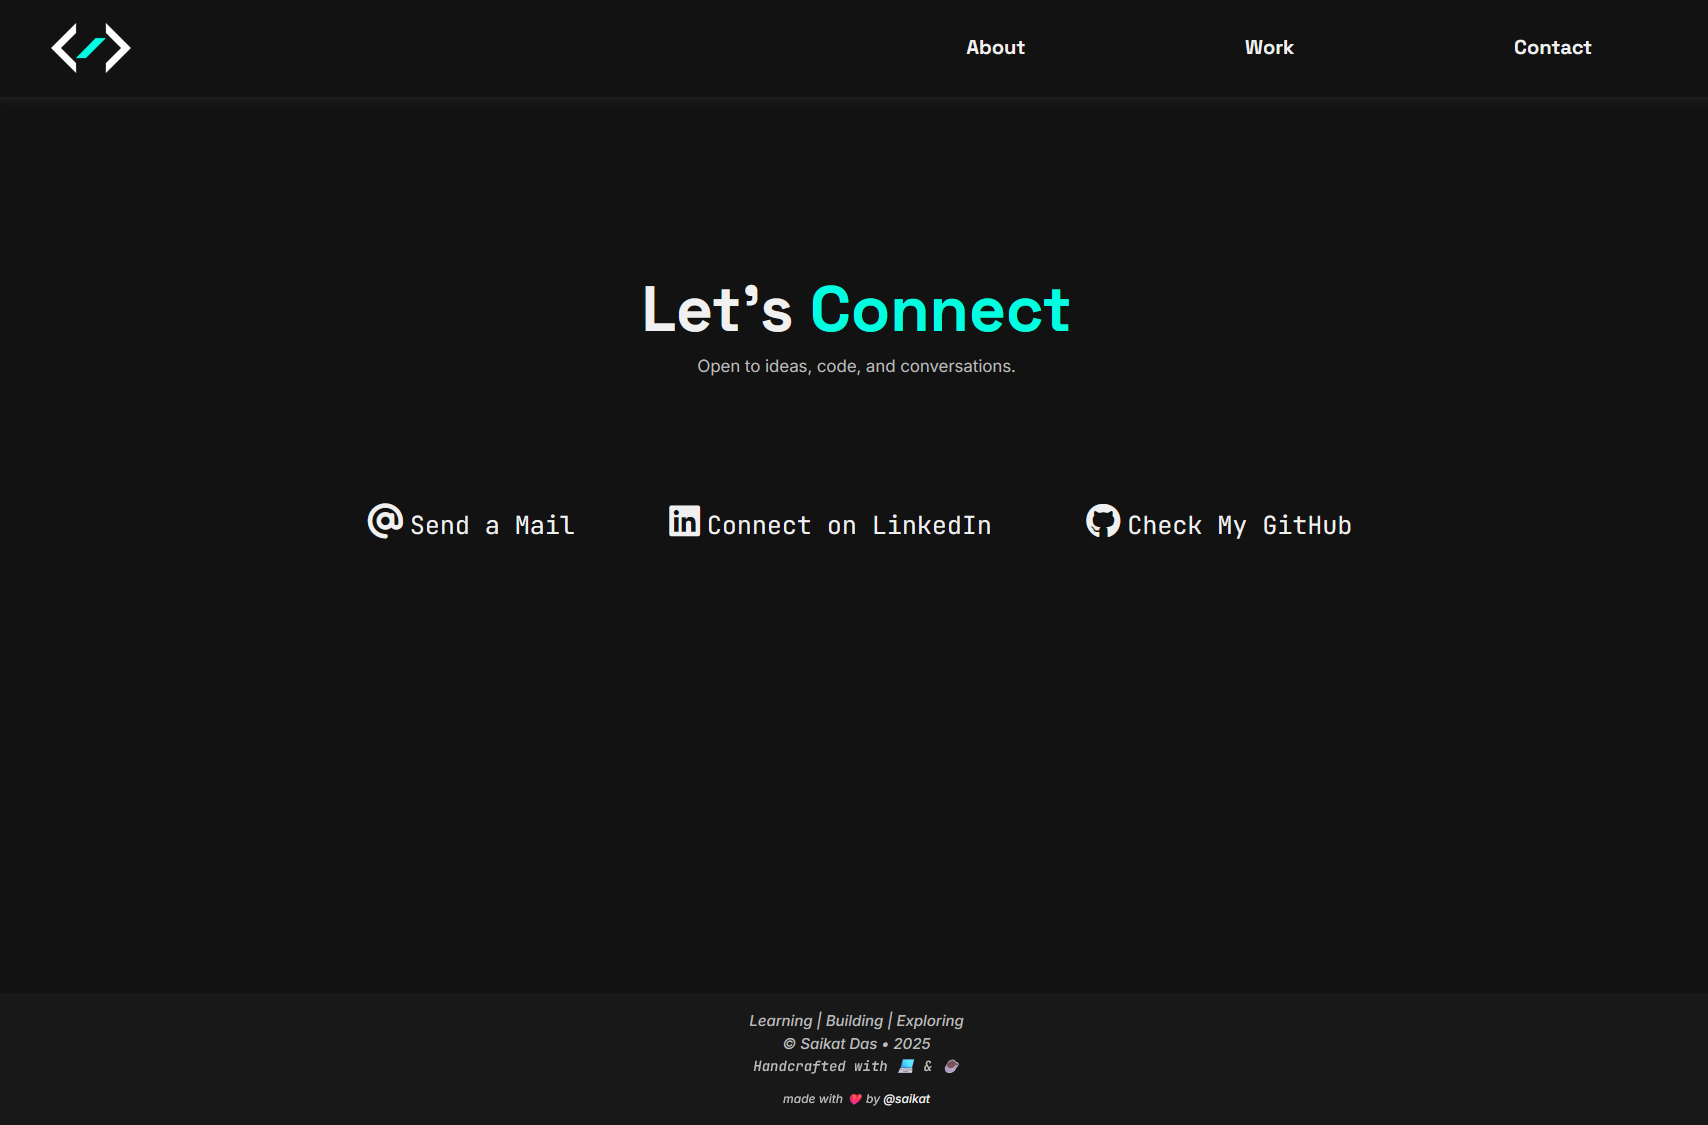 About Work Contact
Let's Connect
Open to ideas, code, and conversations.
Send a Mail Connect on LinkedIn Check My GitHub
Learning | Building | Exploring
© Saikat Das • 2025
Handcrafted with 💻 & ☕
made with ❤️ by @saikat